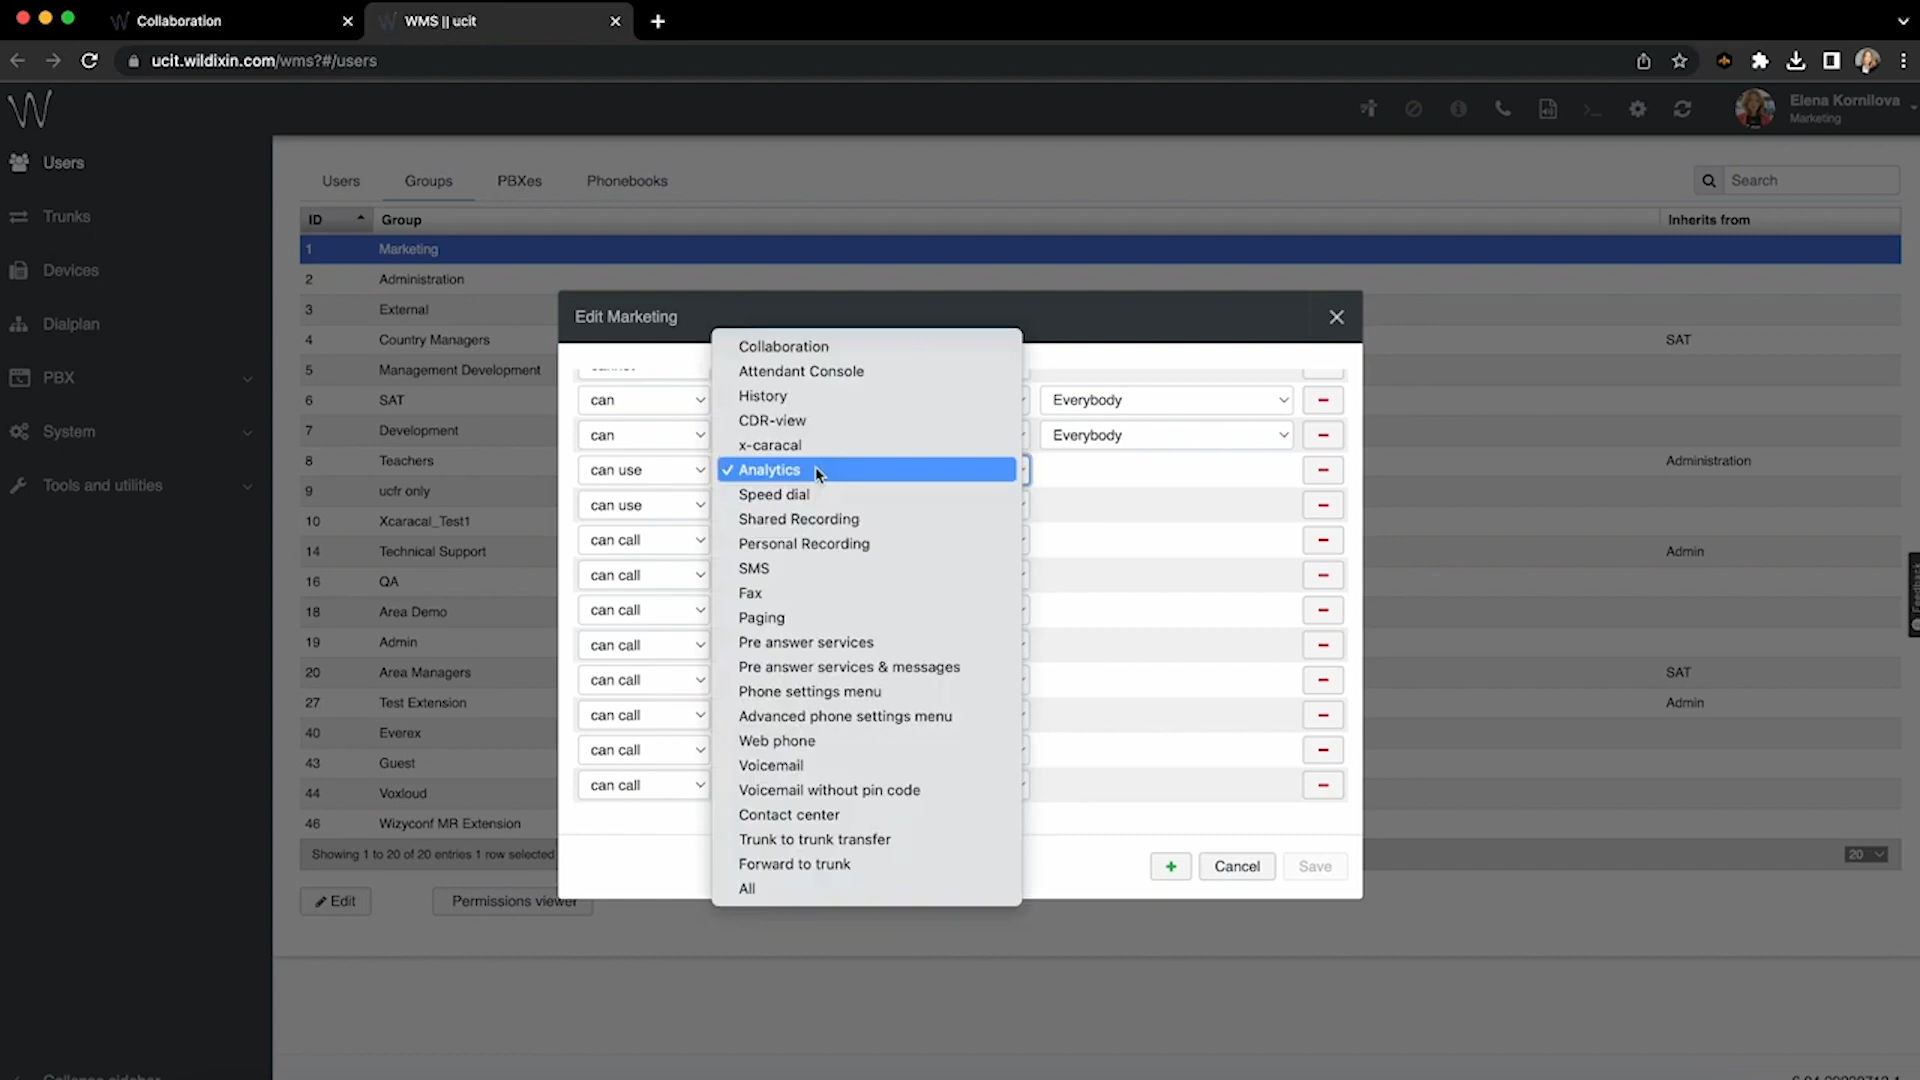 Collaboration
WMS || ucit
ucit.wildixin.com/wms?#/users
Elena Kornilova
Marketing
Users
Trunks
Devices
Dialplan
PBX
System
Tools and utilities
Users Groups PBXes Phonebooks
Search
ID Group Inherits from
1 Marketing
2 Administration
3 External
4 Country Managers SAT
5 Management Development
6 SAT
7 Development
8 Teachers Administration
9 ucfr only
10 Xcaracal_Test1
14 Technical Support Admin
16 QA
18 Area Demo
19 Admin
20 Area Managers SAT
27 Test Extension Admin
40 Everex
43 Guest
44 Voxloud
46 Wizyconf MR Extension
Showing 1 to 20 of 20 entries 1 row selected
20
Edit
Permissions viewer
Edit Marketing
can Everybody
can Everybody
can use
can use
can call
can call
can call
can call
can call
can call
can call
can call
Collaboration
Attendant Console
History
CDR-view
x-caracal
✓ Analytics
Speed dial
Shared Recording
Personal Recording
SMS
Fax
Paging
Pre answer services
Pre answer services & messages
Phone settings menu
Advanced phone settings menu
Web phone
Voicemail
Voicemail without pin code
Contact center
Trunk to trunk transfer
Forward to trunk
All
+ Cancel Save
Feedback